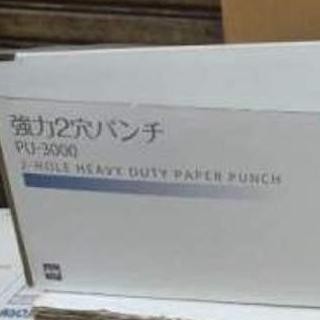 強力2穴パンチ
PU-3000
2-HOLE HEAVY DUTY PAPER PUNCH